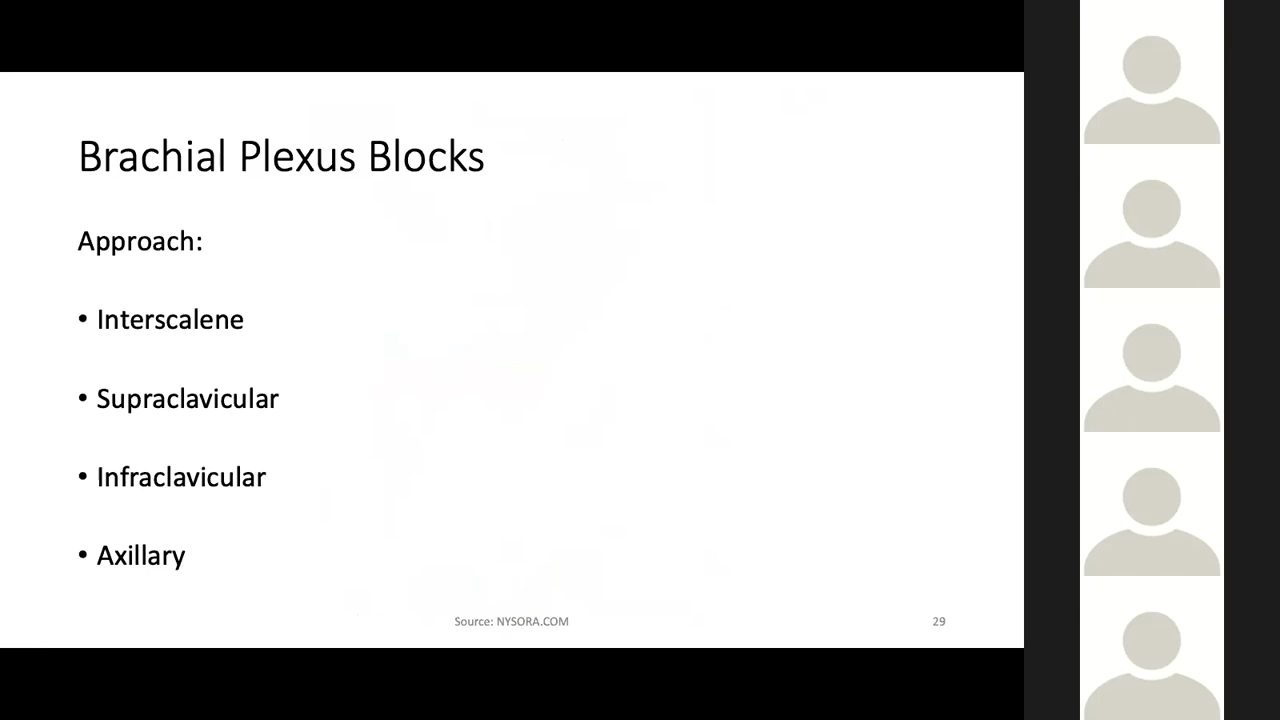 Brachial Plexus Blocks
Approach:
• Interscalene
• Supraclavicular
• Infraclavicular
• Axillary
Source: NYSORA.COM
29